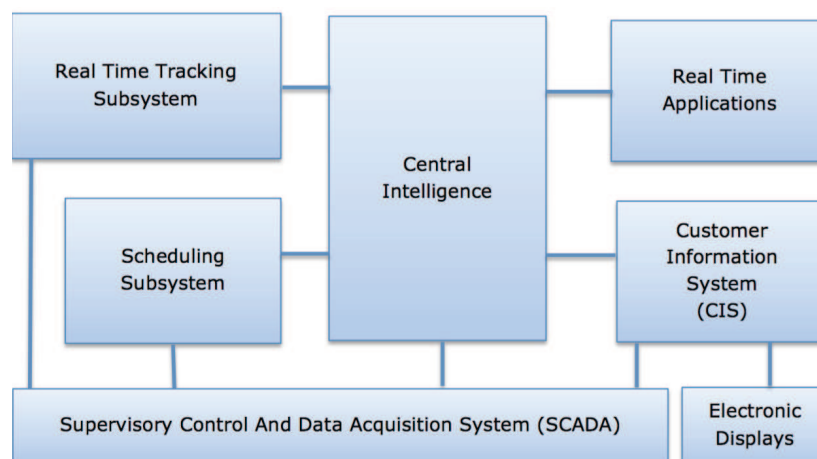 Real Time Tracking
Subsystem
Central
Intelligence
Real Time
Applications
Scheduling
Subsystem
Customer
Information
System
(CIS)
Supervisory Control And Data Acquisition System (SCADA)
Electronic
Displays